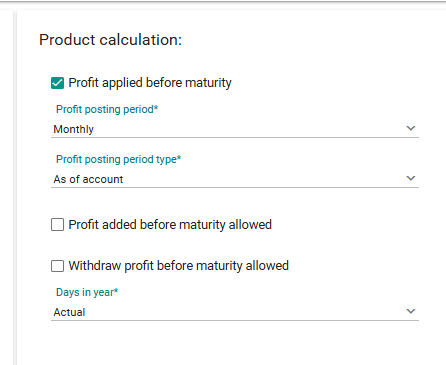 Product calculation:
Profit applied before maturity
Profit posting period*
Monthly
Profit posting period type*
As of account
Profit added before maturity allowed
Withdraw profit before maturity allowed
Days in year*
Actual